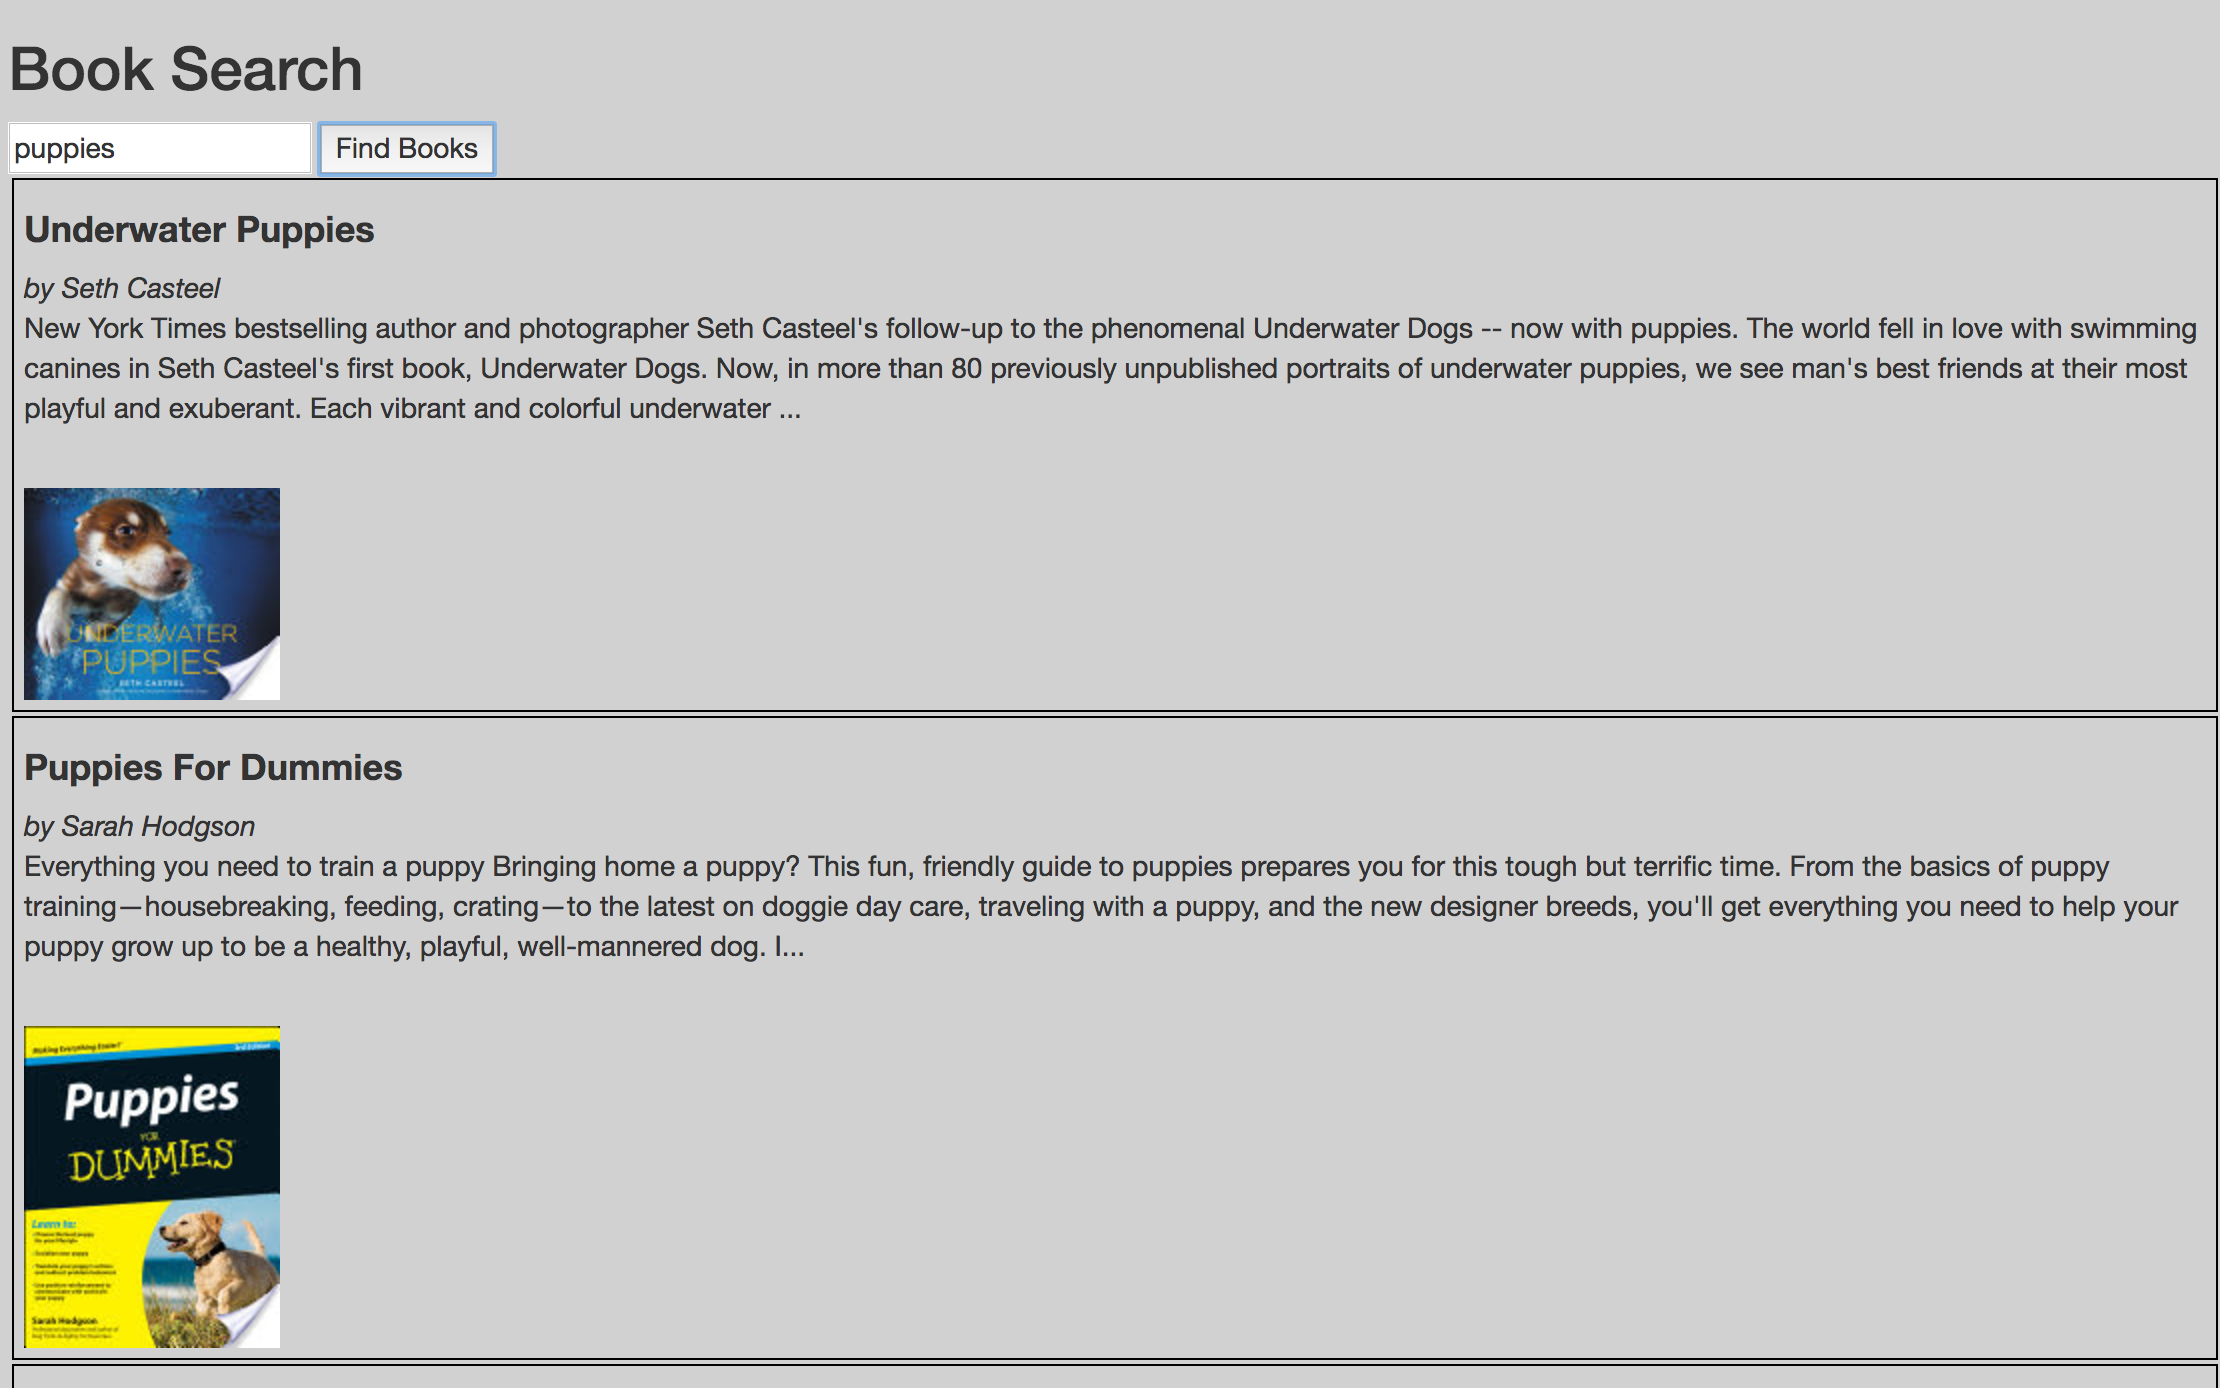 Book Search
puppies
Find Books
Underwater Puppies
by Seth Casteel
New York Times bestselling author and photographer Seth Casteel's follow-up to the phenomenal Underwater Dogs -- now with puppies. The world fell in love with swimming
canines in Seth Casteel's first book, Underwater Dogs. Now, in more than 80 previously unpublished portraits of underwater puppies, we see man's best friends at their most
playful and exuberant. Each vibrant and colorful underwater ...
UNDERWATER
PUPPIES
SETH CASTEEL
Puppies For Dummies
by Sarah Hodgson
Everything you need to train a puppy Bringing home a puppy? This fun, friendly guide to puppies prepares you for this tough but terrific time. From the basics of puppy
training—housebreaking, feeding, crating—to the latest on doggie day care, traveling with a puppy, and the new designer breeds, you'll get everything you need to help your
puppy grow up to be a healthy, playful, well-mannered dog. I...
Making Everything Easier!
3rd Edition
Puppies
FOR
DUMMIES
Learn to:
Sarah Hodgson